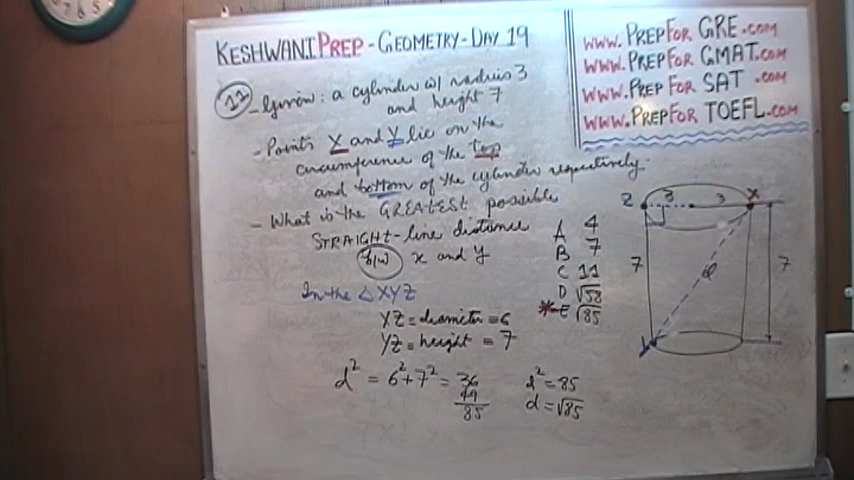 KESHWANI PREP - GEOMETRY - DAY 19
www. PREPFOR GRE.com
www. PREPFOR GMAT.com
www. PREPFOR SAT .com
www. PREPFOR TOEFL.com
11 - Given: a cylinder w/ radius 3
and height 7
- Points X and Y lie on the
circumference of the top
and bottom of the cylinder respectively.
- What is the GREATEST possible
STRAIGHT-line distance
b/w x and y
A 4
B 7
C 11
D √58
* E √85
In the △ XYZ
XZ = diameter = 6
YZ = height = 7
d² = 6² + 7² = 36
49
85
d² = 85
d = √85
Z 3 3 X
7 d 7
Y